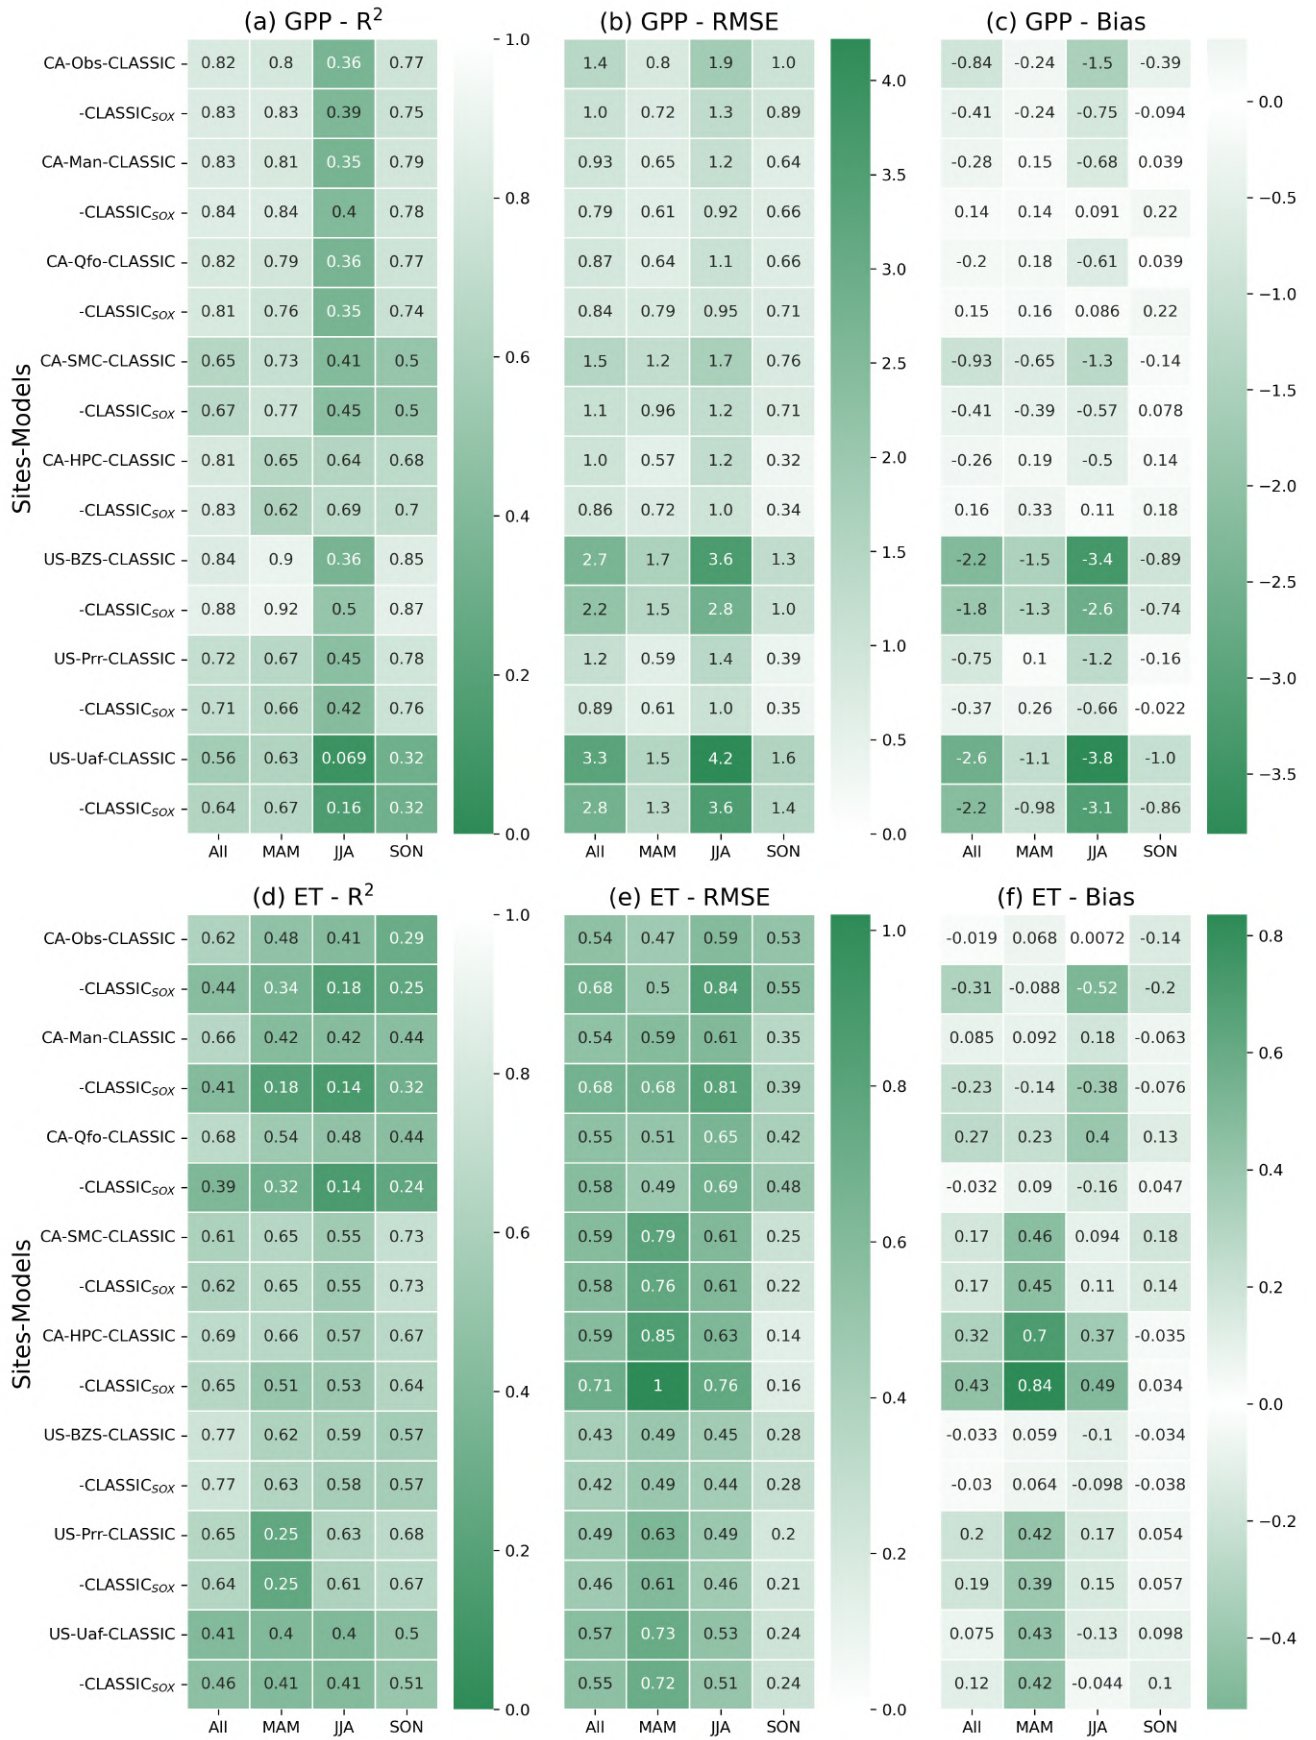 (a) GPP - R²
(b) GPP - RMSE
(c) GPP - Bias
Sites-Models
CA-Obs-CLASSIC 0.82 0.8 0.36 0.77 1.4 0.8 1.9 1.0 -0.84 -0.24 -1.5 -0.39
-CLASSIC_SOX 0.83 0.83 0.39 0.75 1.0 0.72 1.3 0.89 -0.41 -0.24 -0.75 -0.094
CA-Man-CLASSIC 0.83 0.81 0.35 0.79 0.93 0.65 1.2 0.64 -0.28 0.15 -0.68 0.039
-CLASSIC_SOX 0.84 0.84 0.4 0.78 0.79 0.61 0.92 0.66 0.14 0.14 0.091 0.22
CA-Qfo-CLASSIC 0.82 0.79 0.36 0.77 0.87 0.64 1.1 0.66 -0.2 0.18 -0.61 0.039
-CLASSIC_SOX 0.81 0.76 0.35 0.74 0.84 0.79 0.95 0.71 0.15 0.16 0.086 0.22
CA-SMC-CLASSIC 0.65 0.73 0.41 0.5 1.5 1.2 1.7 0.76 -0.93 -0.65 -1.3 -0.14
-CLASSIC_SOX 0.67 0.77 0.45 0.5 1.1 0.96 1.2 0.71 -0.41 -0.39 -0.57 0.078
CA-HPC-CLASSIC 0.81 0.65 0.64 0.68 1.0 0.57 1.2 0.32 -0.26 0.19 -0.5 0.14
-CLASSIC_SOX 0.83 0.62 0.69 0.7 0.86 0.72 1.0 0.34 0.16 0.33 0.11 0.18
US-BZS-CLASSIC 0.84 0.9 0.36 0.85 2.7 1.7 3.6 1.3 -2.2 -1.5 -3.4 -0.89
-CLASSIC_SOX 0.88 0.92 0.5 0.87 2.2 1.5 2.8 1.0 -1.8 -1.3 -2.6 -0.74
US-Prr-CLASSIC 0.72 0.67 0.45 0.78 1.2 0.59 1.4 0.39 -0.75 0.1 -1.2 -0.16
-CLASSIC_SOX 0.71 0.66 0.42 0.76 0.89 0.61 1.0 0.35 -0.37 0.26 -0.66 -0.022
US-Uaf-CLASSIC 0.56 0.63 0.069 0.32 3.3 1.5 4.2 1.6 -2.6 -1.1 -3.8 -1.0
-CLASSIC_SOX 0.64 0.67 0.16 0.32 2.8 1.3 3.6 1.4 -2.2 -0.98 -3.1 -0.86
All MAM JJA SON
All MAM JJA SON
All MAM JJA SON
1.0
0.8
0.6
0.4
0.2
0.0
4.0
3.5
3.0
2.5
2.0
1.5
1.0
0.5
0.0
0.0
−0.5
−1.0
−1.5
−2.0
−2.5
−3.0
−3.5
(d) ET - R²
(e) ET - RMSE
(f) ET - Bias
Sites-Models
CA-Obs-CLASSIC 0.62 0.48 0.41 0.29 0.54 0.47 0.59 0.53 -0.019 0.068 0.0072 -0.14
-CLASSIC_SOX 0.44 0.34 0.18 0.25 0.68 0.5 0.84 0.55 -0.31 -0.088 -0.52 -0.2
CA-Man-CLASSIC 0.66 0.42 0.42 0.44 0.54 0.59 0.61 0.35 0.085 0.092 0.18 -0.063
-CLASSIC_SOX 0.41 0.18 0.14 0.32 0.68 0.68 0.81 0.39 -0.23 -0.14 -0.38 -0.076
CA-Qfo-CLASSIC 0.68 0.54 0.48 0.44 0.55 0.51 0.65 0.42 0.27 0.23 0.4 0.13
-CLASSIC_SOX 0.39 0.32 0.14 0.24 0.58 0.49 0.69 0.48 -0.032 0.09 -0.16 0.047
CA-SMC-CLASSIC 0.61 0.65 0.55 0.73 0.59 0.79 0.61 0.25 0.17 0.46 0.094 0.18
-CLASSIC_SOX 0.62 0.65 0.55 0.73 0.58 0.76 0.61 0.22 0.17 0.45 0.11 0.14
CA-HPC-CLASSIC 0.69 0.66 0.57 0.67 0.59 0.85 0.63 0.14 0.32 0.7 0.37 -0.035
-CLASSIC_SOX 0.65 0.51 0.53 0.64 0.71 1 0.76 0.16 0.43 0.84 0.49 0.034
US-BZS-CLASSIC 0.77 0.62 0.59 0.57 0.43 0.49 0.45 0.28 -0.033 0.059 -0.1 -0.034
-CLASSIC_SOX 0.77 0.63 0.58 0.57 0.42 0.49 0.44 0.28 -0.03 0.064 -0.098 -0.038
US-Prr-CLASSIC 0.65 0.25 0.63 0.68 0.49 0.63 0.49 0.2 0.2 0.42 0.17 0.054
-CLASSIC_SOX 0.64 0.25 0.61 0.67 0.46 0.61 0.46 0.21 0.19 0.39 0.15 0.057
US-Uaf-CLASSIC 0.41 0.4 0.4 0.5 0.57 0.73 0.53 0.24 0.075 0.43 -0.13 0.098
-CLASSIC_SOX 0.46 0.41 0.41 0.51 0.55 0.72 0.51 0.24 0.12 0.42 -0.044 0.1
All MAM JJA SON
All MAM JJA SON
All MAM JJA SON
1.0
0.8
0.6
0.4
0.2
0.0
1.0
0.8
0.6
0.4
0.2
0.0
0.8
0.6
0.4
0.2
0.0
−0.2
−0.4